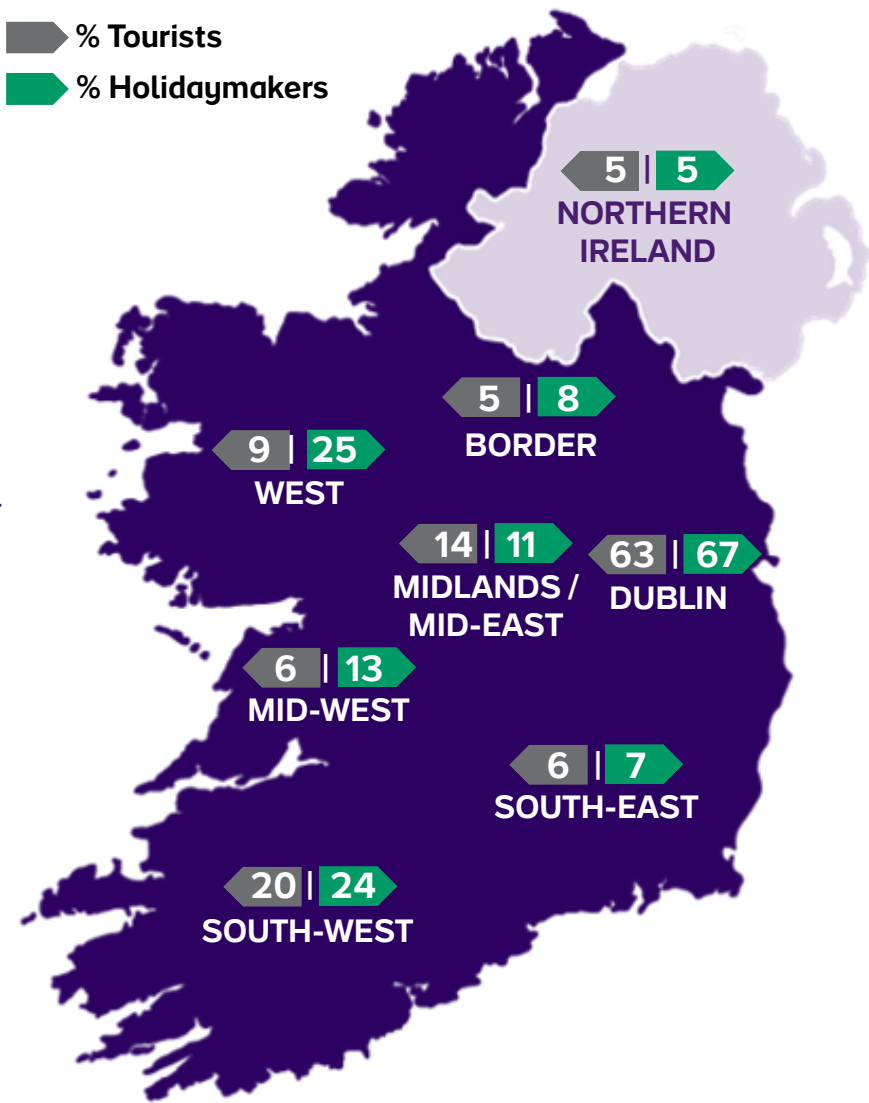 % Tourists
% Holidaymakers
5 | 5
NORTHERN
IRELAND
5 | 8
BORDER
9 | 25
WEST
14 | 11
MIDLANDS /
MID-EAST
63 | 67
DUBLIN
6 | 13
MID-WEST
6 | 7
SOUTH-EAST
20 | 24
SOUTH-WEST